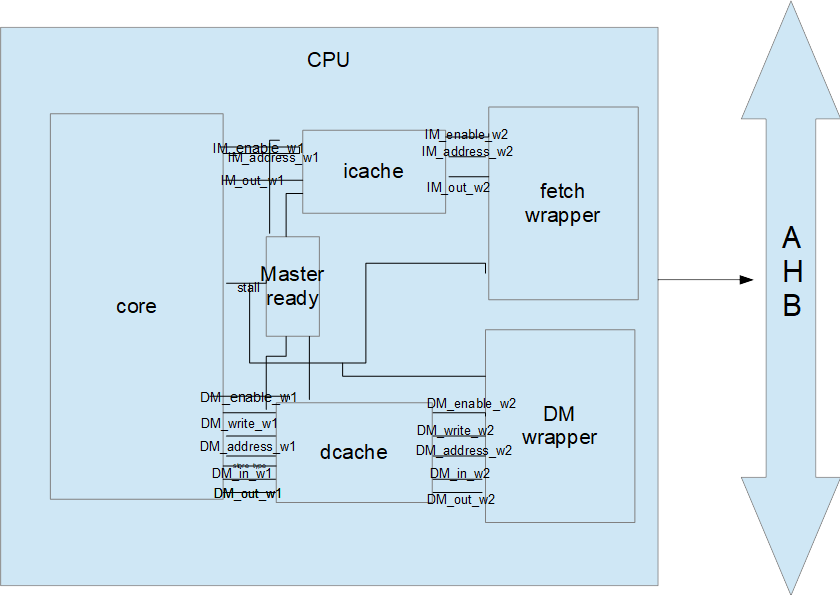 CPU
IM_enable_w1
IM_address_w1
IM_out_w1
icache
IM_enable_w2
IM_address_w2
IM_out_w2
fetch
wrapper
A
H
B
core
stall
Master
ready
DM_enable_w1
DM_write_w1
DM_address_w1
DM_in_w1
DM_out_w1
dcache
DM_enable_w2
DM_write_w2
DM_address_w2
DM_in_w2
DM_out_w2
DM
wrapper